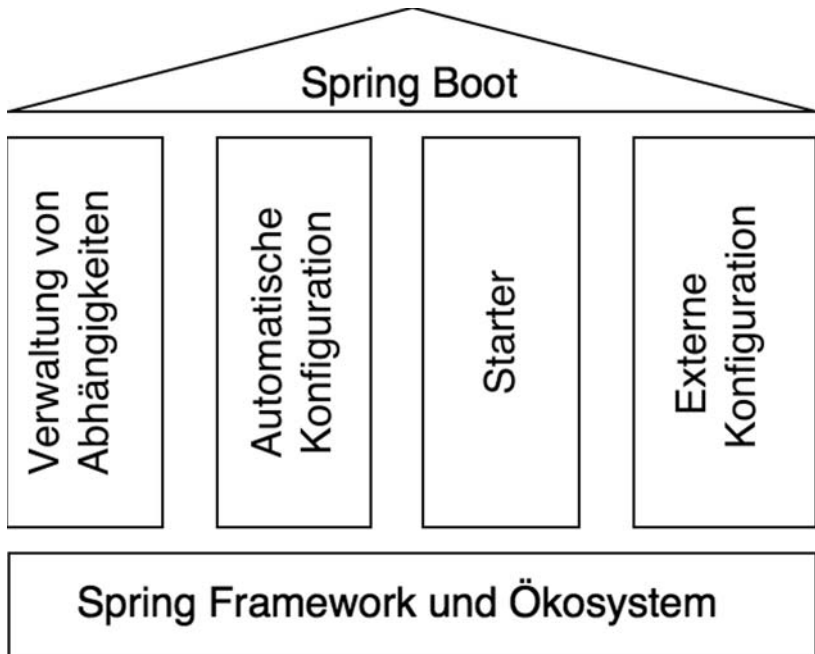 Spring Boot
Verwaltung von
Abhängigkeiten
Automatische
Konfiguration
Starter
Externe
Konfiguration
Spring Framework und Ökosystem